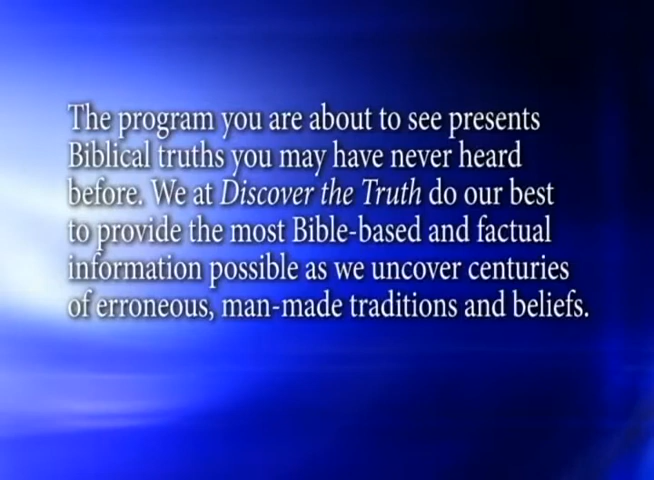 The program you are about to see presents
Biblical truths you may have never heard
before. We at Discover the Truth do our best
to provide the most Bible-based and factual
information possible as we uncover centuries
of erroneous, man-made traditions and beliefs.